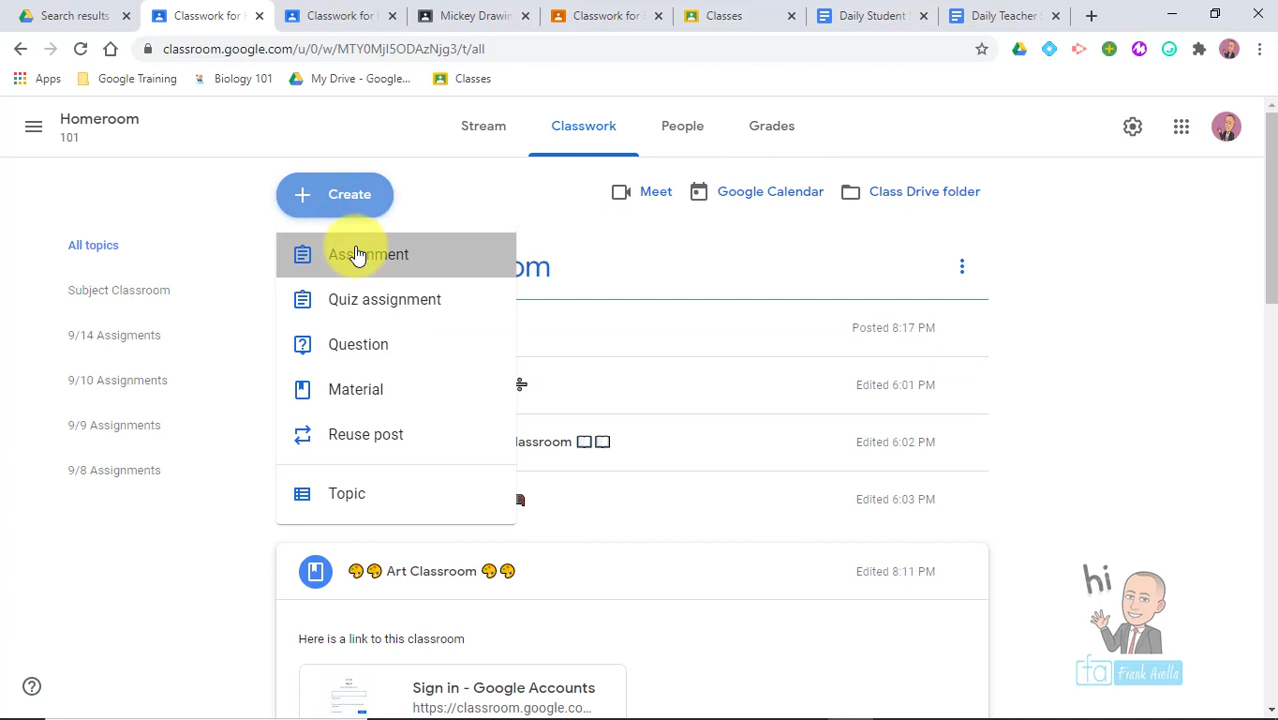 Search results
Classwork for H
Classwork for
Mickey Drawin
Classwork for E
Classes
Daily Student
Daily Teacher
classroom.google.com/u/0/w/MTY0MjI5ODAzNjg3/t/all
Apps
Google Training
Biology 101
My Drive - Google...
Classes
Homeroom
101
Stream
Classwork
People
Grades
Create
Meet
Google Calendar
Class Drive folder
All topics
Subject Classroom
9/14 Assigments
9/10 Assignments
9/9 Assignments
9/8 Assignments
Assignment
Quiz assignment
Question
Material
Reuse post
Topic
om
Posted 8:17 PM
Edited 6:01 PM
lassroom
Edited 6:02 PM
Edited 6:03 PM
Art Classroom
Edited 8:11 PM
Here is a link to this classroom
Sign in - Google Accounts
https://classroom.google.co...
hi
fa Frank Avella